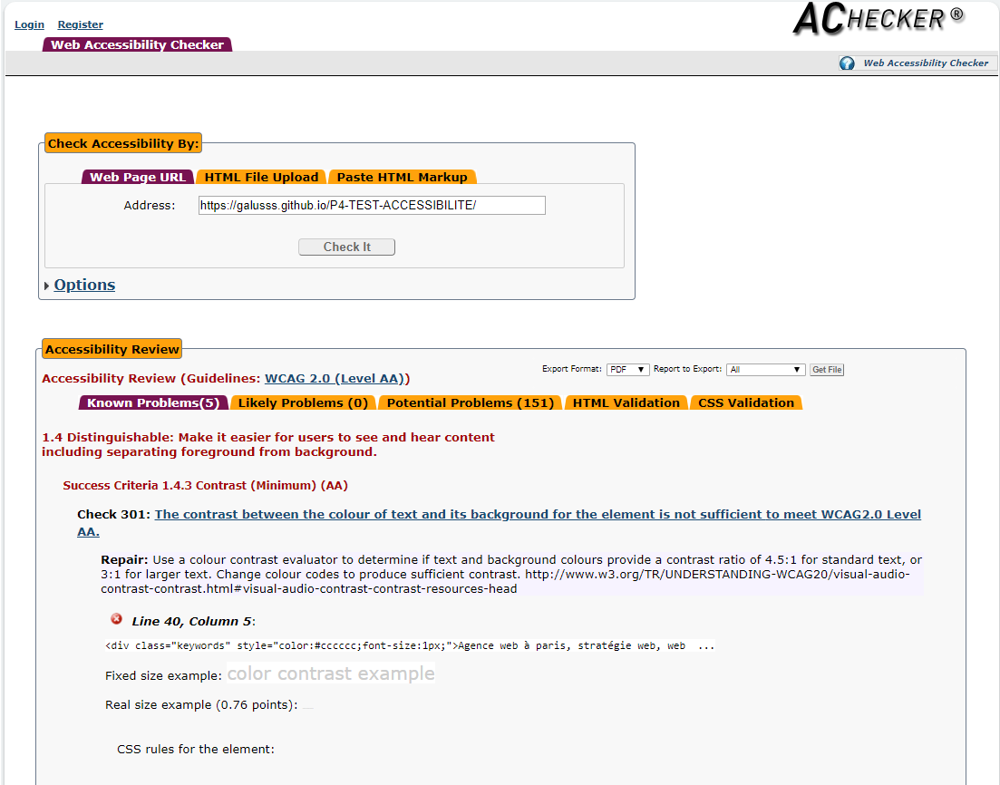 Login Register
ACHECKER ®
Web Accessibility Checker
Web Accessibility Checker
Check Accessibility By:
Web Page URL HTML File Upload Paste HTML Markup
Address: https://galusss.github.io/P4-TEST-ACCESSIBILITE/
Check It
Options
Accessibility Review
Export Format: PDF Report to Export: All Get File
Accessibility Review (Guidelines: WCAG 2.0 (Level AA))
Known Problems(5) Likely Problems (0) Potential Problems (151) HTML Validation CSS Validation
1.4 Distinguishable: Make it easier for users to see and hear content
including separating foreground from background.
Success Criteria 1.4.3 Contrast (Minimum) (AA)
Check 301: The contrast between the colour of text and its background for the element is not sufficient to meet WCAG2.0 Level
AA.
Repair: Use a colour contrast evaluator to determine if text and background colours provide a contrast ratio of 4.5:1 for standard text, or
3:1 for larger text. Change colour codes to produce sufficient contrast. http://www.w3.org/TR/UNDERSTANDING-WCAG20/visual-audio-
contrast-contrast.html#visual-audio-contrast-contrast-resources-head
Line 40, Column 5:
<div class="keywords" style="color:#cccccc;font-size:1px;">Agence web à paris, stratégie web, web ...
Fixed size example: color contrast example
Real size example (0.76 points):
CSS rules for the element: